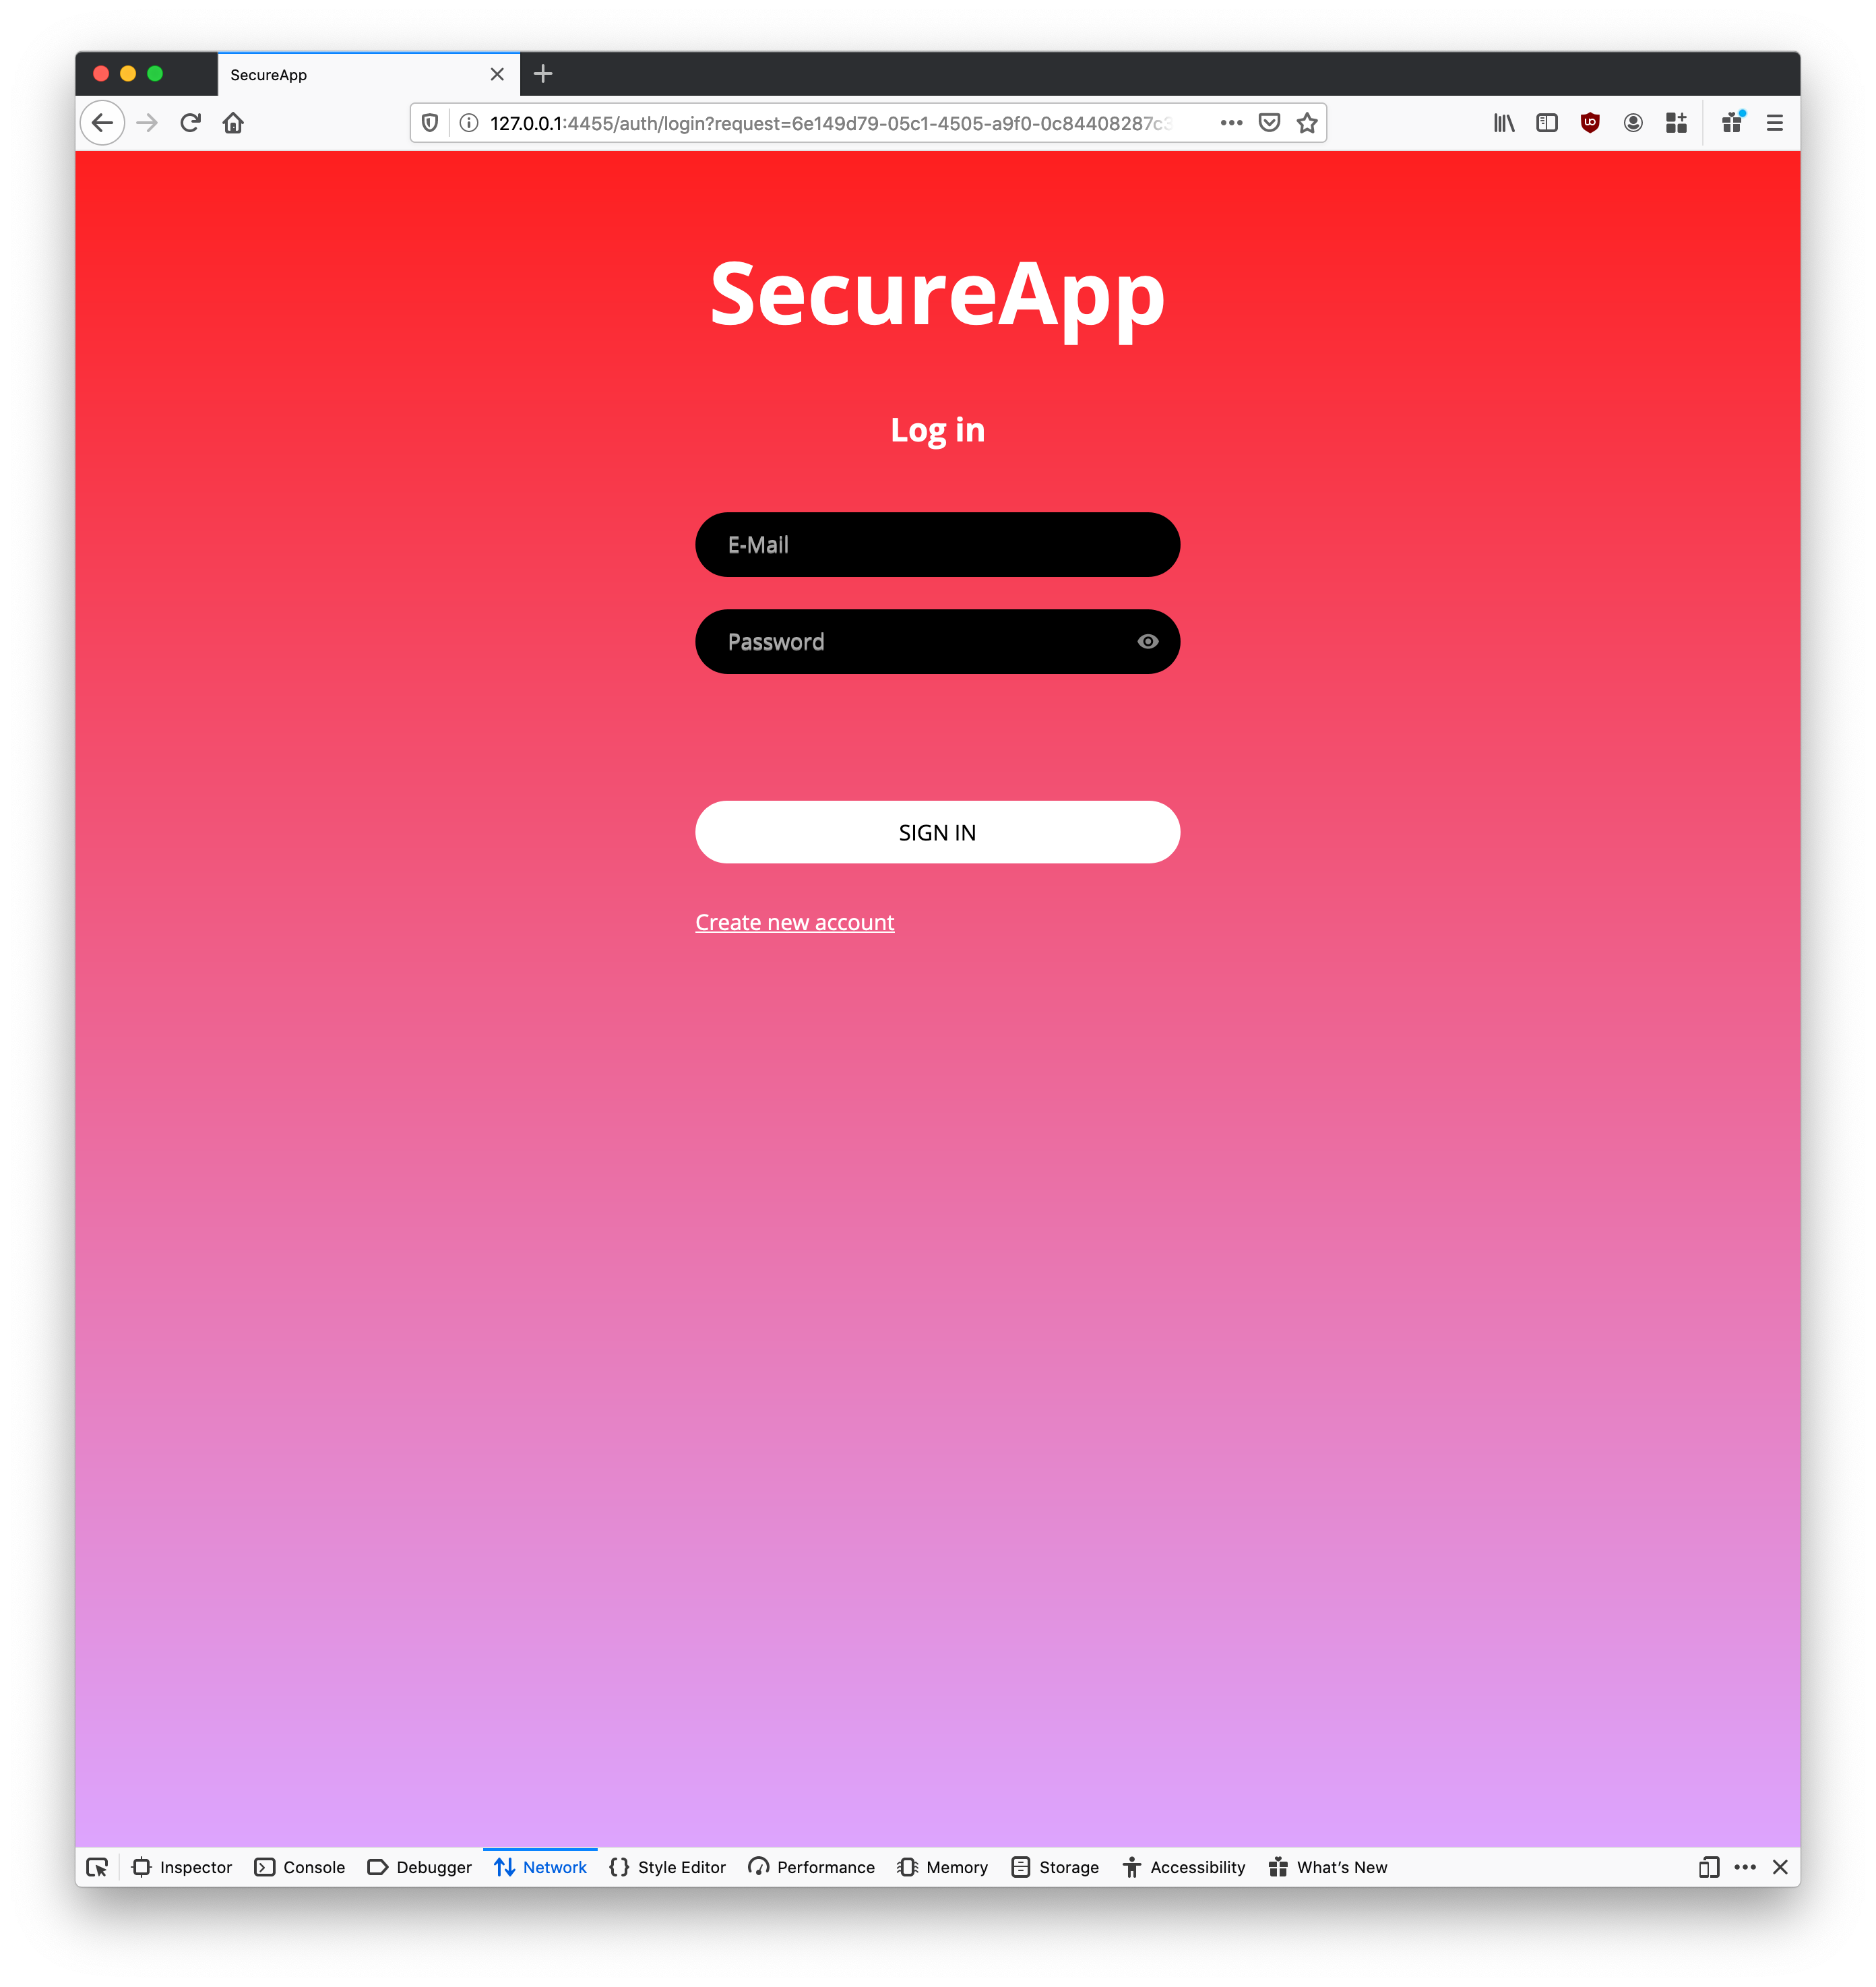 SecureApp
127.0.0.1:4455/auth/login?request=6e149d79-05c1-4505-a9f0-0c84408287c3
SecureApp
Log in
E-Mail
Password
SIGN IN
Create new account
Inspector Console Debugger Network Style Editor Performance Memory Storage Accessibility What's New